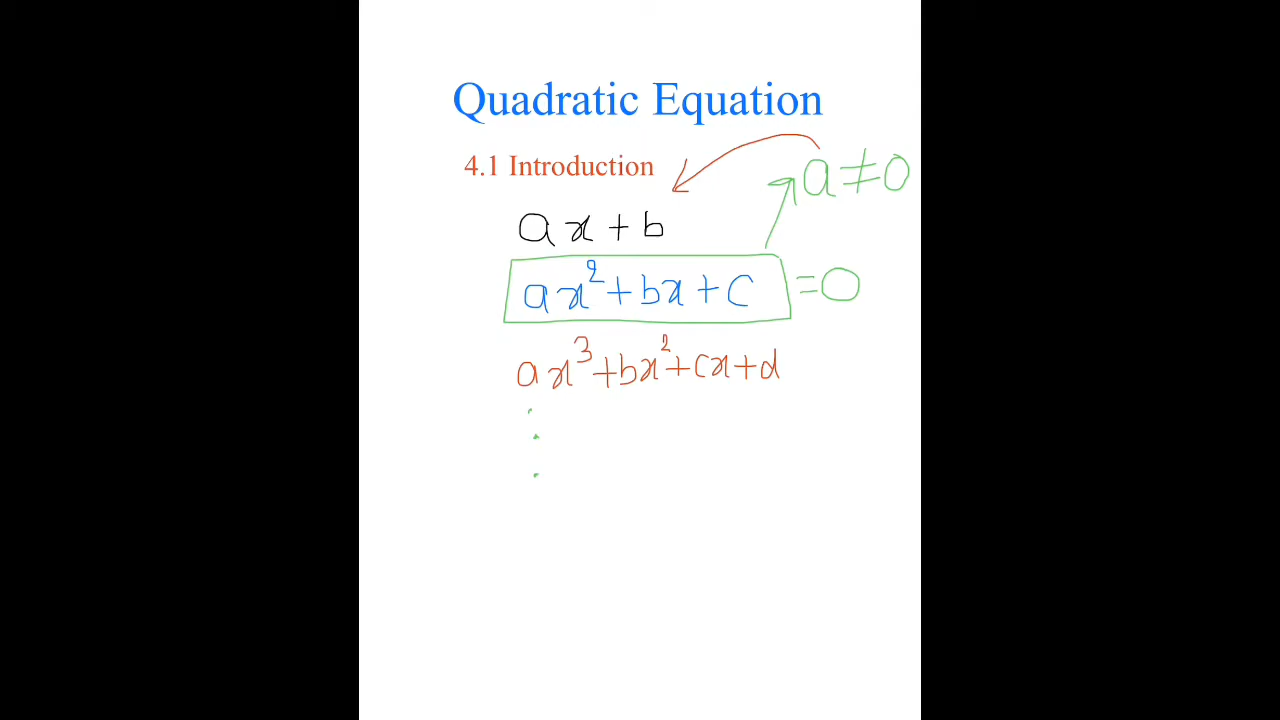 Quadratic Equation
4.1 Introduction
a ≠ 0
ax + b
ax² + bx + c = 0
ax³ + bx² + cx + d